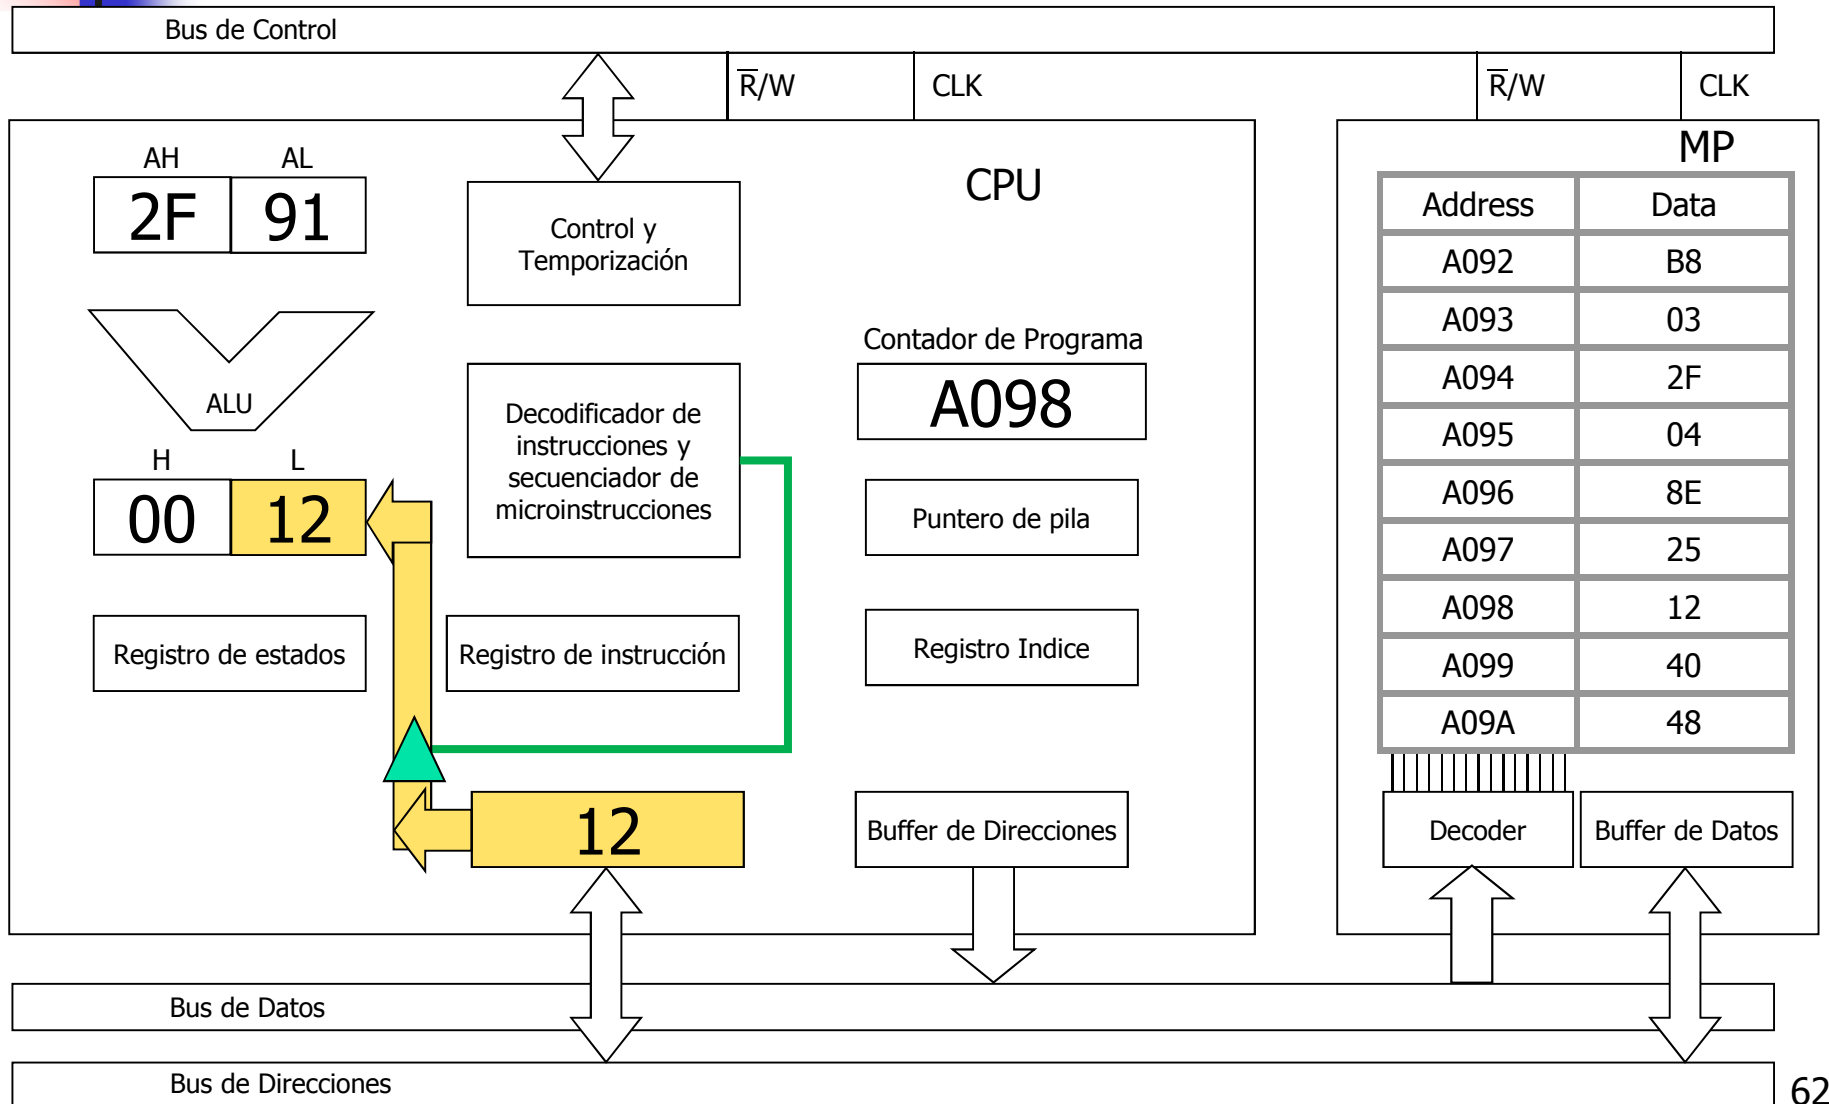 Bus de Control
R/W
CLK
R/W
CLK
AH
AL
2F
91
Control y
Temporización
CPU
ALU
H
L
00
12
Registro de estados
Decodificador de
instrucciones y
secuenciador de
microinstrucciones
Registro de instrucción
12
Contador de Programa
A098
Puntero de pila
Registro Indice
Buffer de Direcciones
MP
Address Data
A092 B8
A093 03
A094 2F
A095 04
A096 8E
A097 25
A098 12
A099 40
A09A 48
Decoder
Buffer de Datos
Bus de Datos
Bus de Direcciones
62